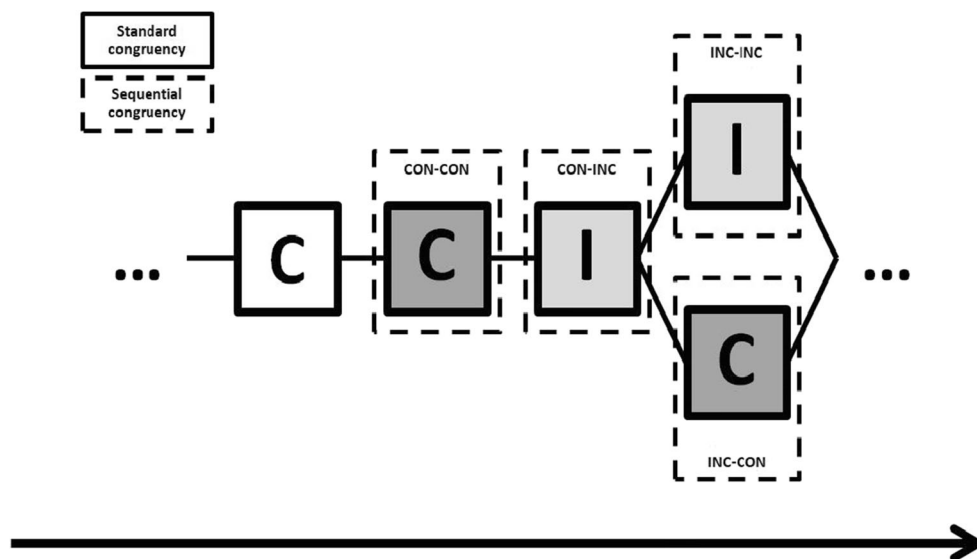 Standard
congruency
Sequential
congruency
INC-INC
I
CON-CON
CON-INC
... C C I ...
C
INC-CON